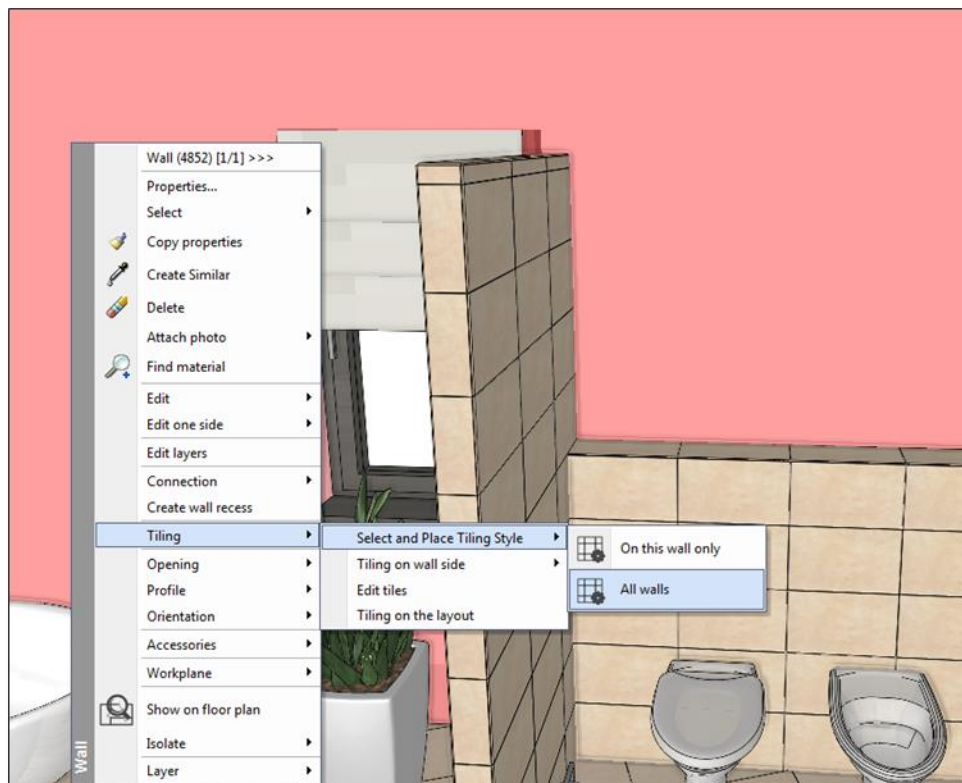 Wall (4852) [1/1] >>>
Properties...
Select
Copy properties
Create Similar
Delete
Attach photo
Find material
Edit
Edit one side
Edit layers
Connection
Create wall recess
Tiling
Opening
Profile
Orientation
Accessories
Workplane
Show on floor plan
Isolate
Layer
Wall
Select and Place Tiling Style
Tiling on wall side
Edit tiles
Tiling on the layout
On this wall only
All walls